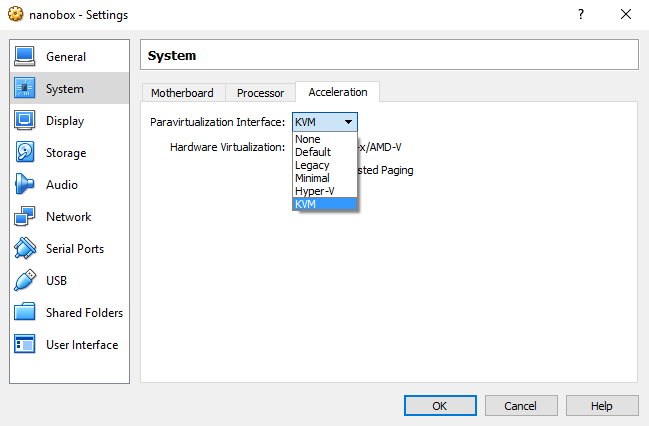 nanobox - Settings
?
General
System
Display
Storage
Audio
Network
Serial Ports
USB
Shared Folders
User Interface
System
Motherboard Processor Acceleration
Paravirtualization Interface: KVM
None
Default
Legacy
Minimal
Hyper-V
KVM
Hardware Virtualization: -x/AMD-V
sted Paging
OK Cancel Help